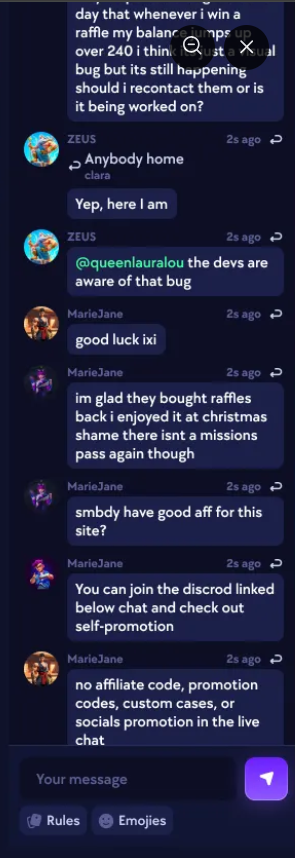 day that whenever i win a
raffle my balance jumps up
over 240 i think its just a visual
bug but its still happening
should i recontact them or is
it being worked on?
ZEUS 2s ago
Anybody home
clara
Yep, here I am
ZEUS 2s ago
@queenlauralou the devs are
aware of that bug
MarieJane 2s ago
good luck ixi
MarieJane 2s ago
im glad they bought raffles
back i enjoyed it at christmas
shame there isnt a missions
pass again though
MarieJane 2s ago
smbdy have good aff for this
site?
MarieJane 2s ago
You can join the discrod linked
below chat and check out
self-promotion
MarieJane 2s ago
no affiliate code, promotion
codes, custom cases, or
socials promotion in the live
chat
Your message
Rules Emojies